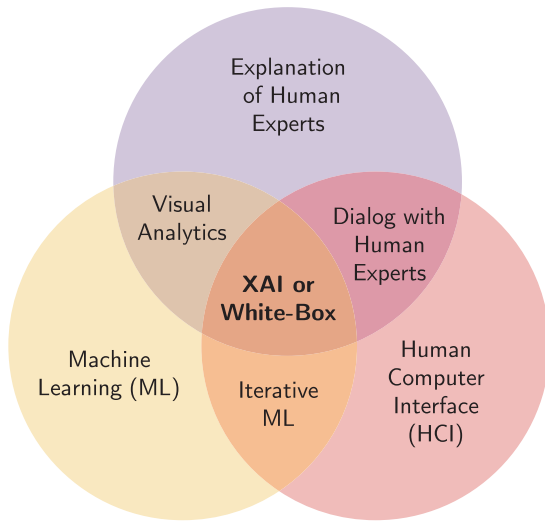 Explanation
of Human
Experts
Visual
Analytics
Dialog with
Human
Experts
XAI or
White-Box
Machine
Learning (ML)
Iterative
ML
Human
Computer
Interface
(HCI)